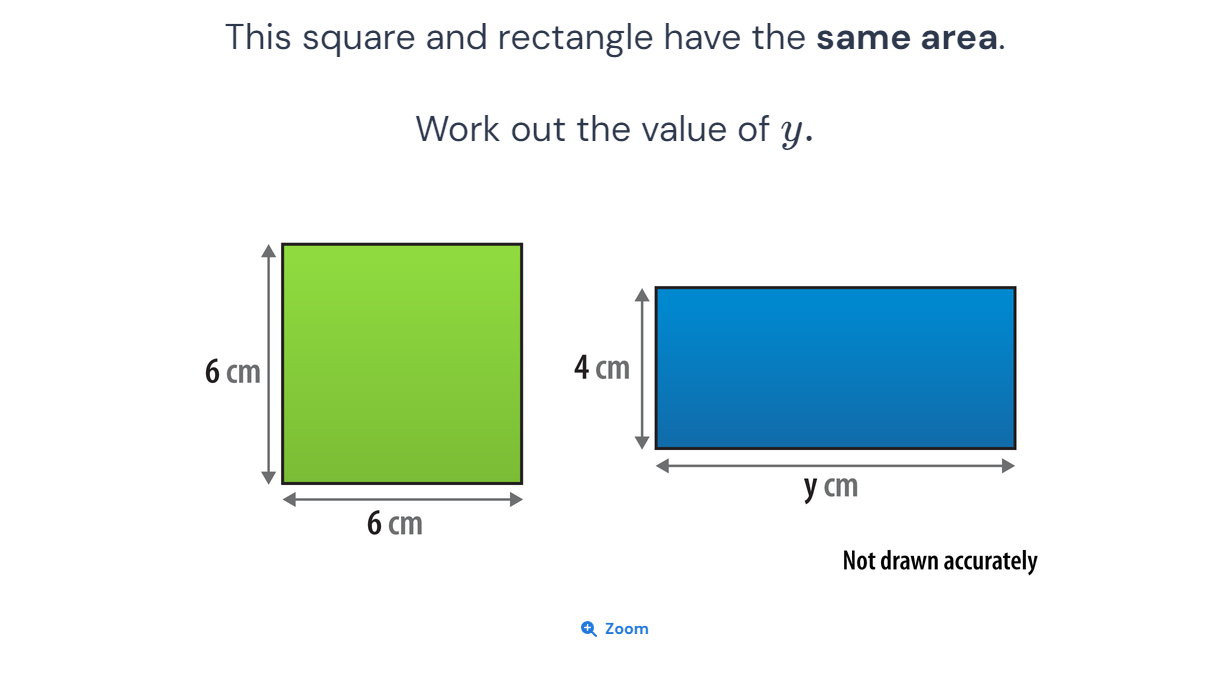 This square and rectangle have the same area.
Work out the value of y.
6 cm
4 cm
y cm
6 cm
Not drawn accurately
Zoom